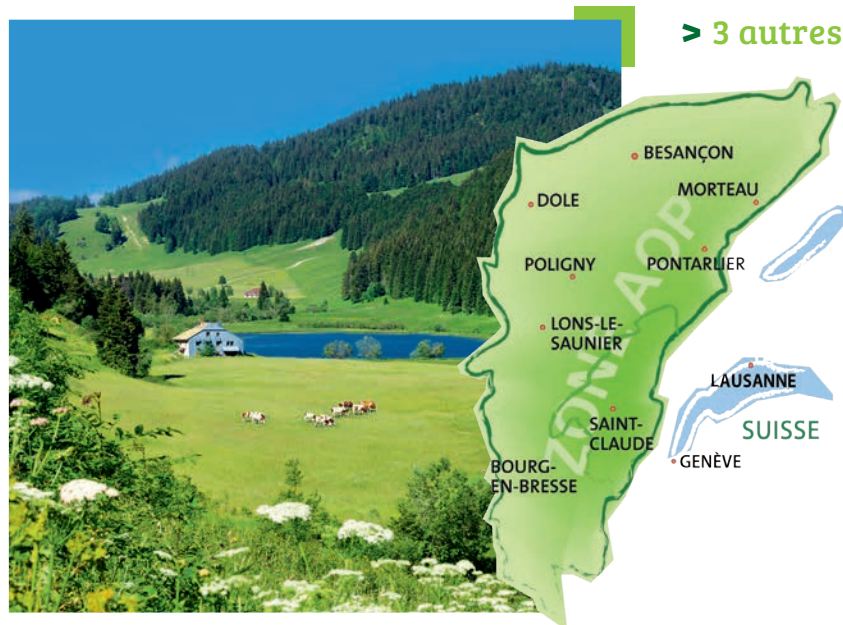 > 3 autres
BESANÇON
DOLE
MORTEAU
POLIGNY
PONTARLIER
ZONE AOP
LONS-LE-
SAUNIER
LAUSANNE
SAINT-
CLAUDE
SUISSE
BOURG-
EN-BRESSE
GENÈVE